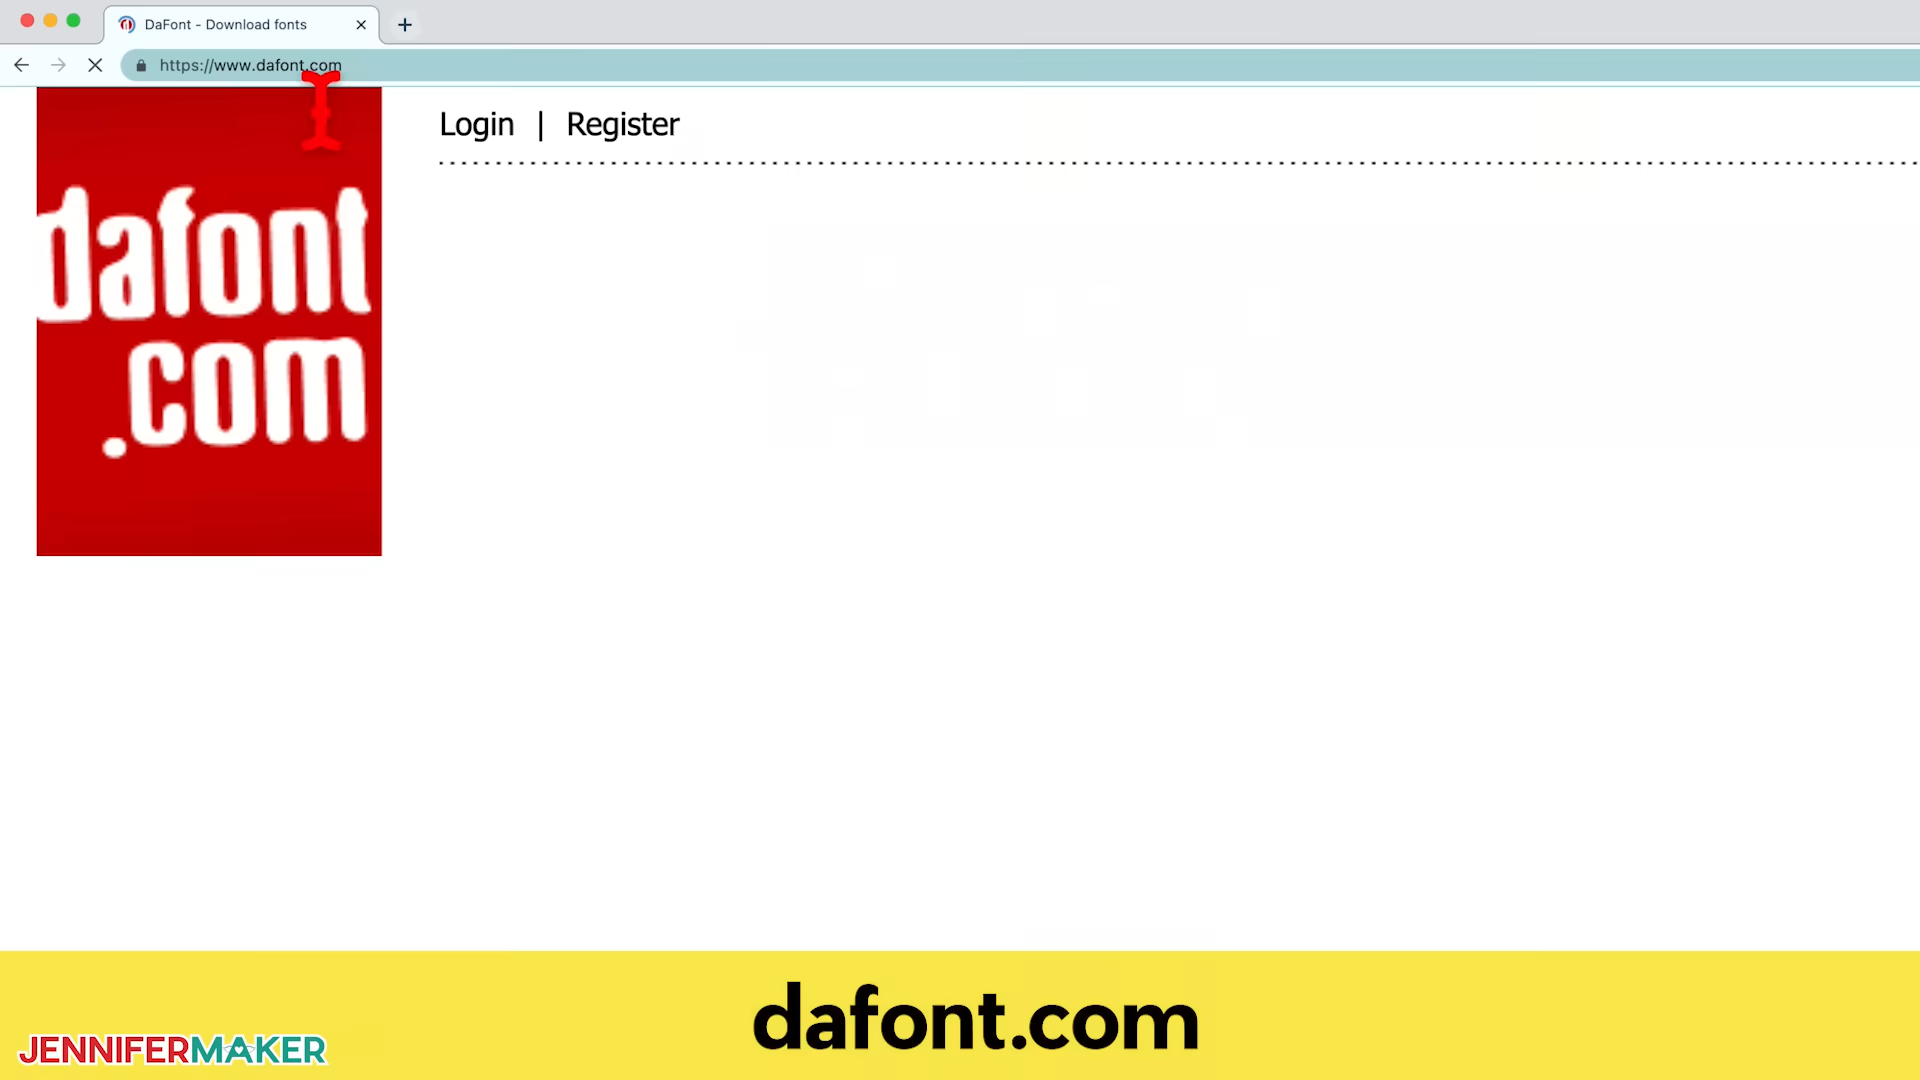 DaFont - Download fonts
https://www.dafont.com
Login | Register
dafont
.com
dafont.com
JENNIFERMAKER